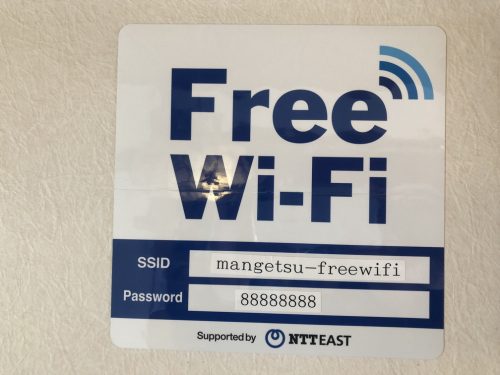 Free
Wi-Fi
SSID mangetsu-freewifi
Password 88888888
Supported by NTT EAST